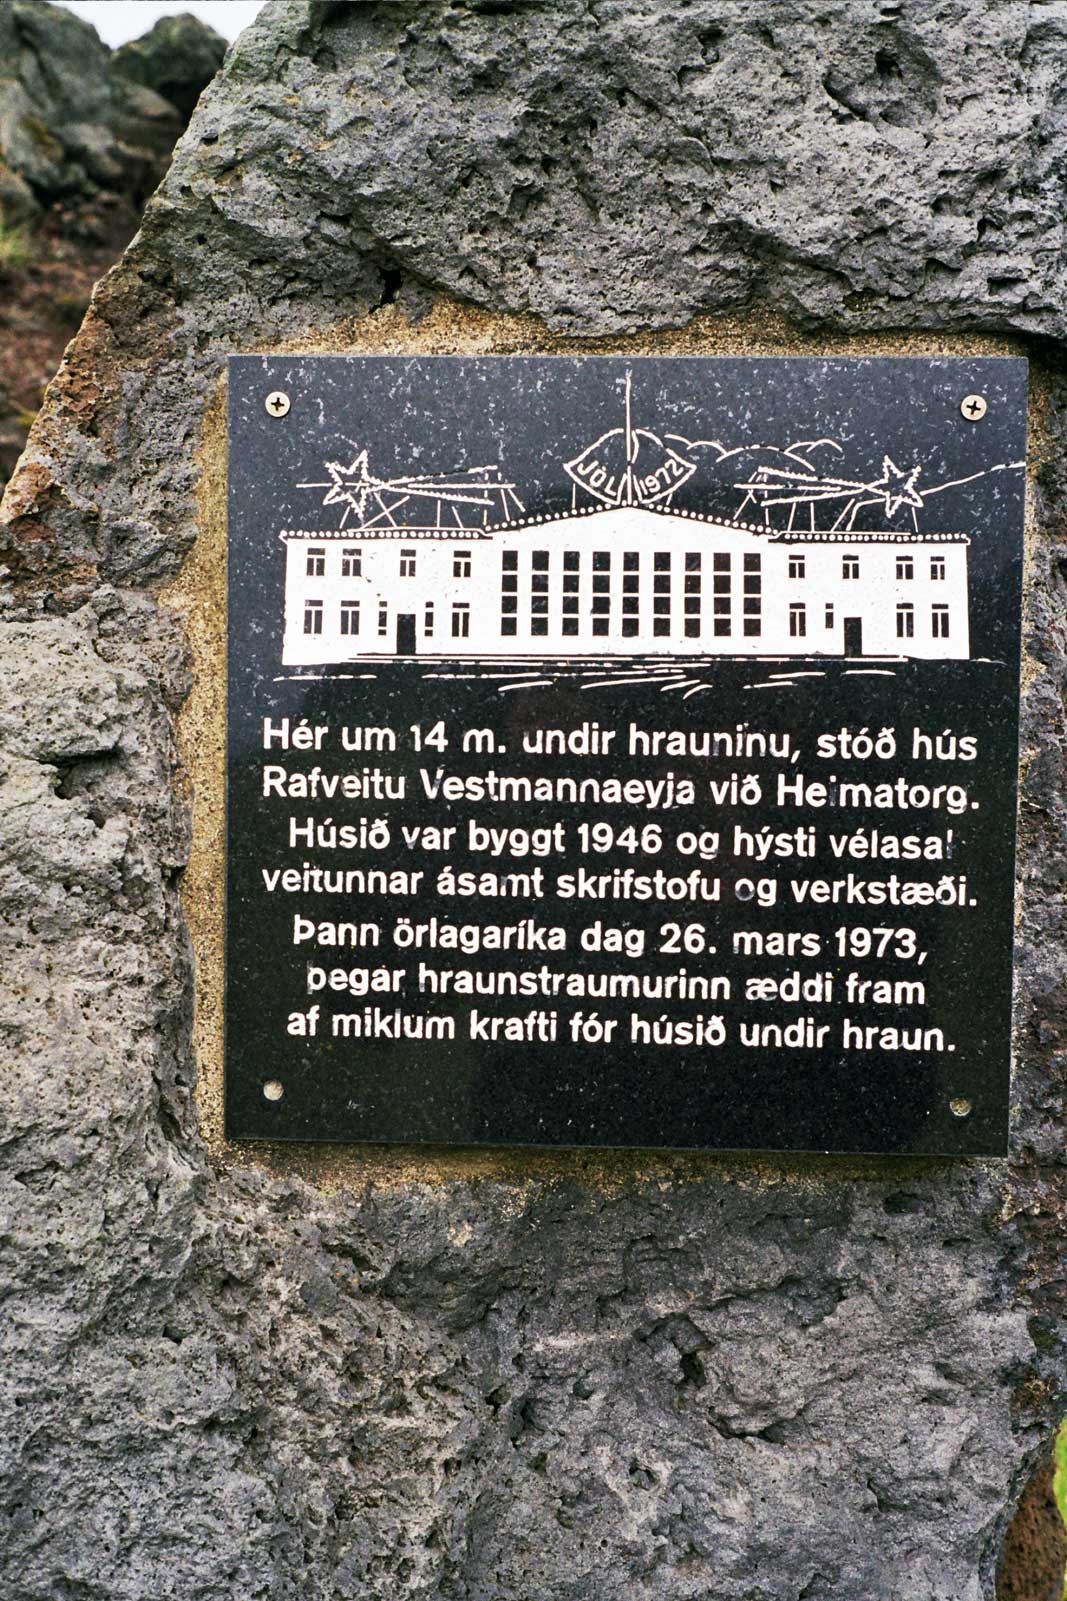 JÓL 1972
Hér um 14 m. undir hrauninu, stóð hús
Rafveitu Vestmannaeyja við Heimatorg.
Húsið var byggt 1946 og hýsti vélasal
veitunnar ásamt skrifstofu og verkstæði.
Þann örlagaríka dag 26. mars 1973,
þegar hraunstraumurinn æddi fram
af miklum krafti fór húsið undir hraun.